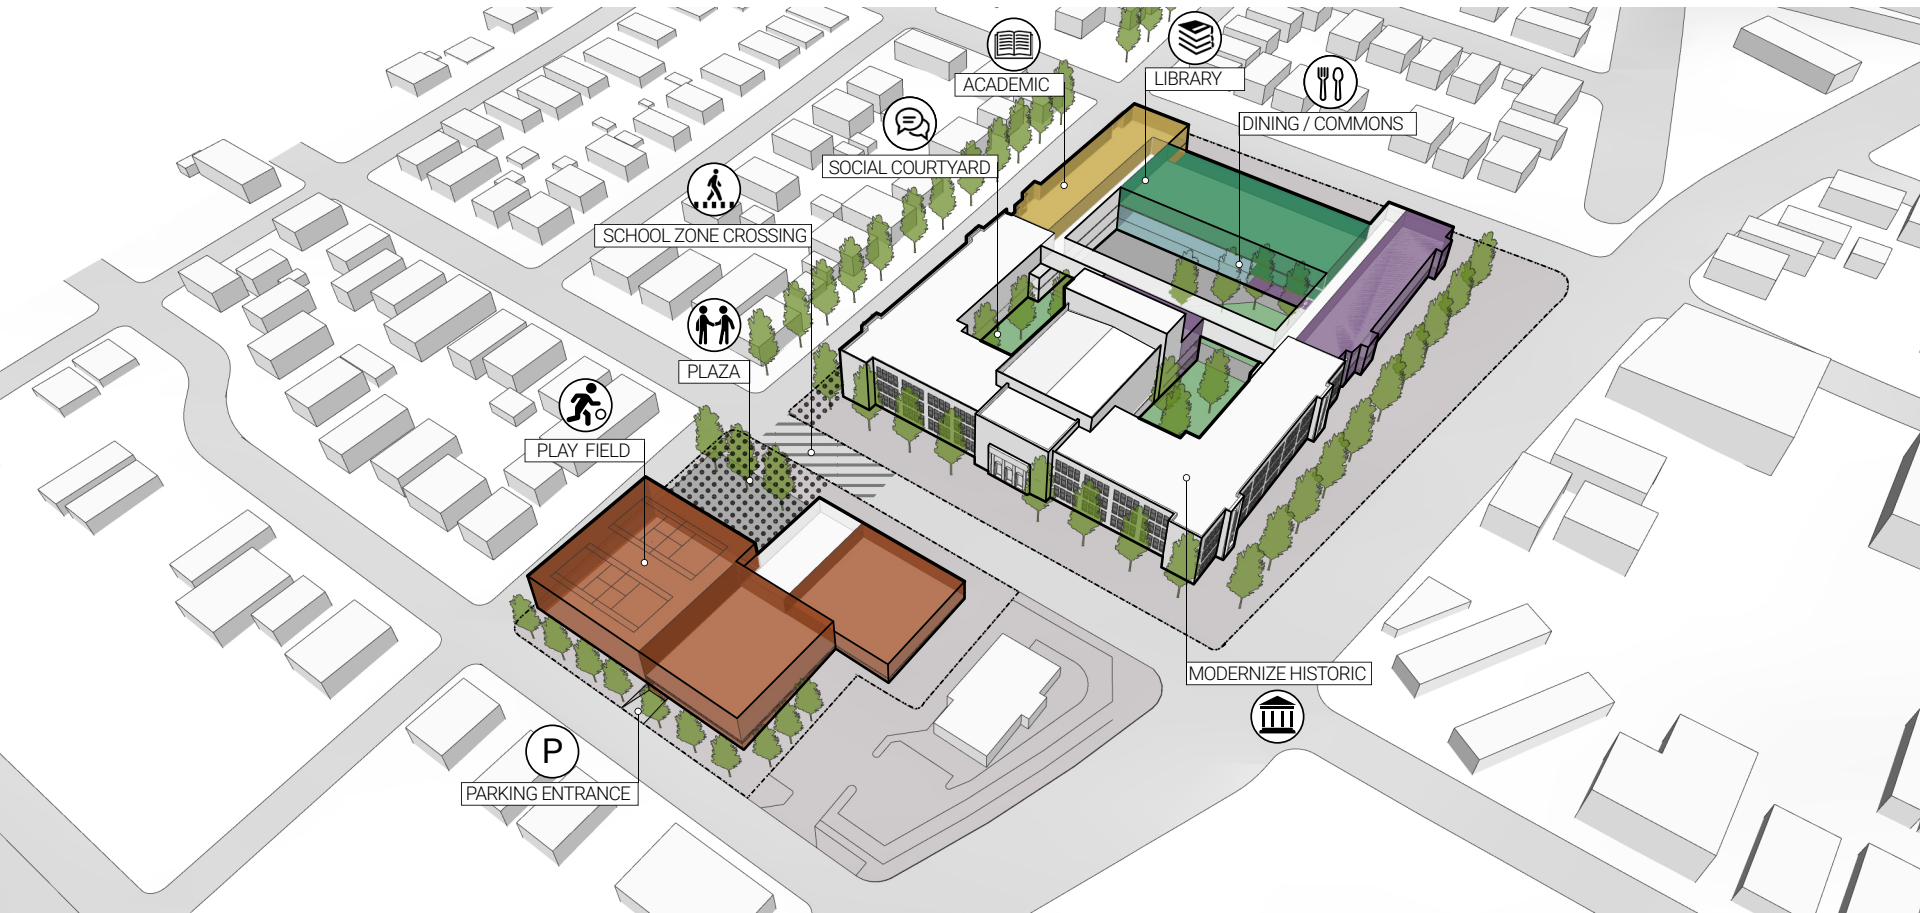 ACADEMIC
LIBRARY
DINING / COMMONS
SOCIAL COURTYARD
SCHOOL ZONE CROSSING
PLAZA
PLAY FIELD
MODERNIZE HISTORIC
P
PARKING ENTRANCE